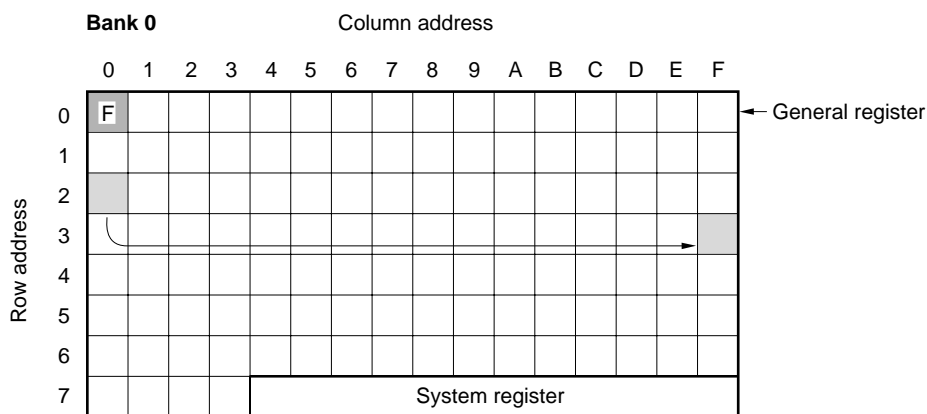 Bank 0 Column address
0 1 2 3 4 5 6 7 8 9 A B C D E F
0 F General register
1
2
3
4
5
6
7 System register
Row address